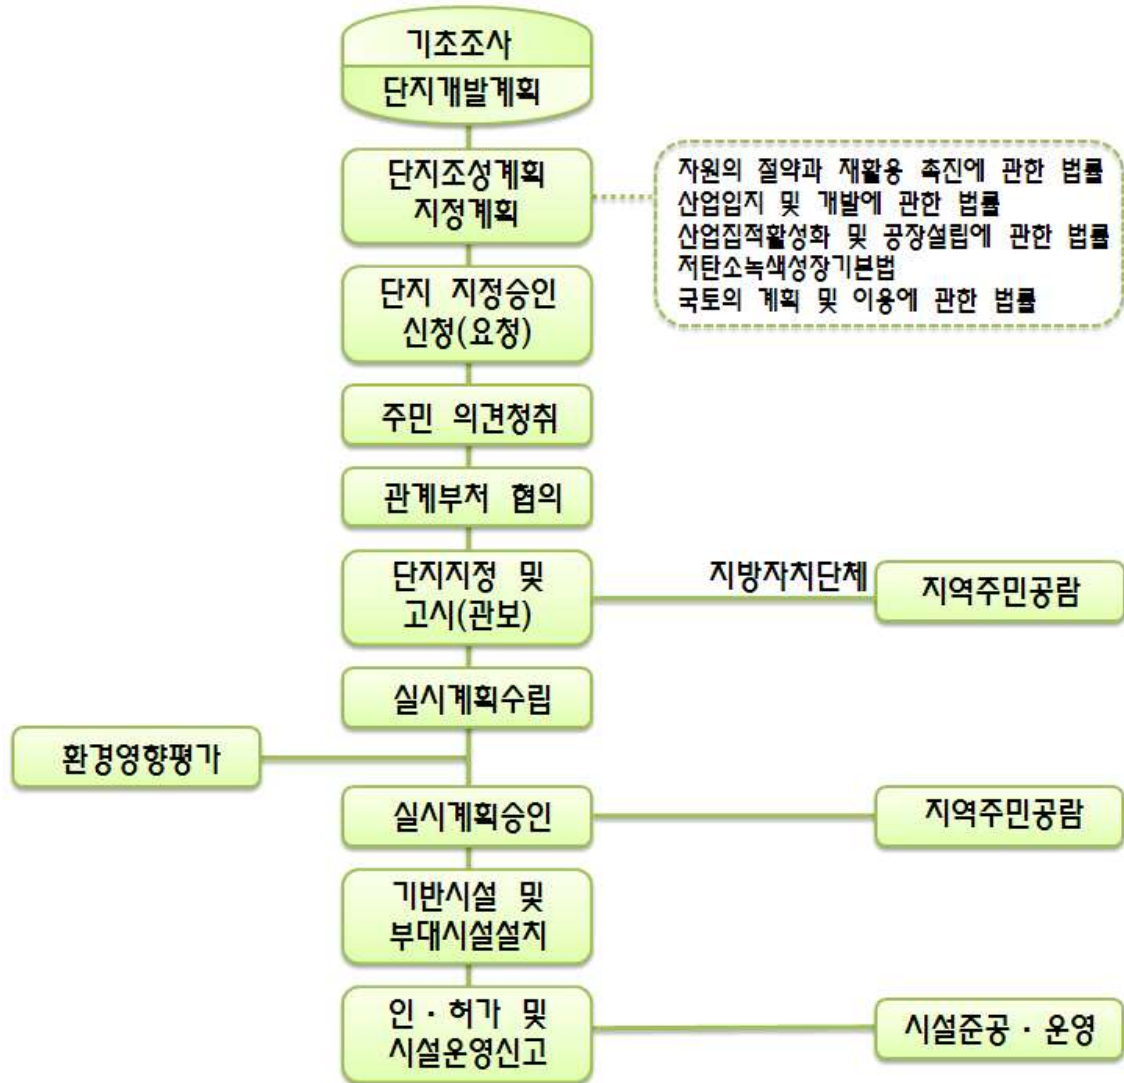 기초조사
단지개발계획
단지조성계획
지정계획
자원의 절약과 재활용 촉진에 관한 법률
산업입지 및 개발에 관한 법률
산업집적활성화 및 공장설립에 관한 법률
저탄소녹색성장기본법
국토의 계획 및 이용에 관한 법률
단지 지정승인
신청(요청)
주민 의견청취
관계부처 협의
단지지정 및
고시(관보)
지방자치단체
지역주민공람
실시계획수립
환경영향평가
실시계획승인
지역주민공람
기반시설 및
부대시설설치
인·허가 및
시설운영신고
시설준공·운영